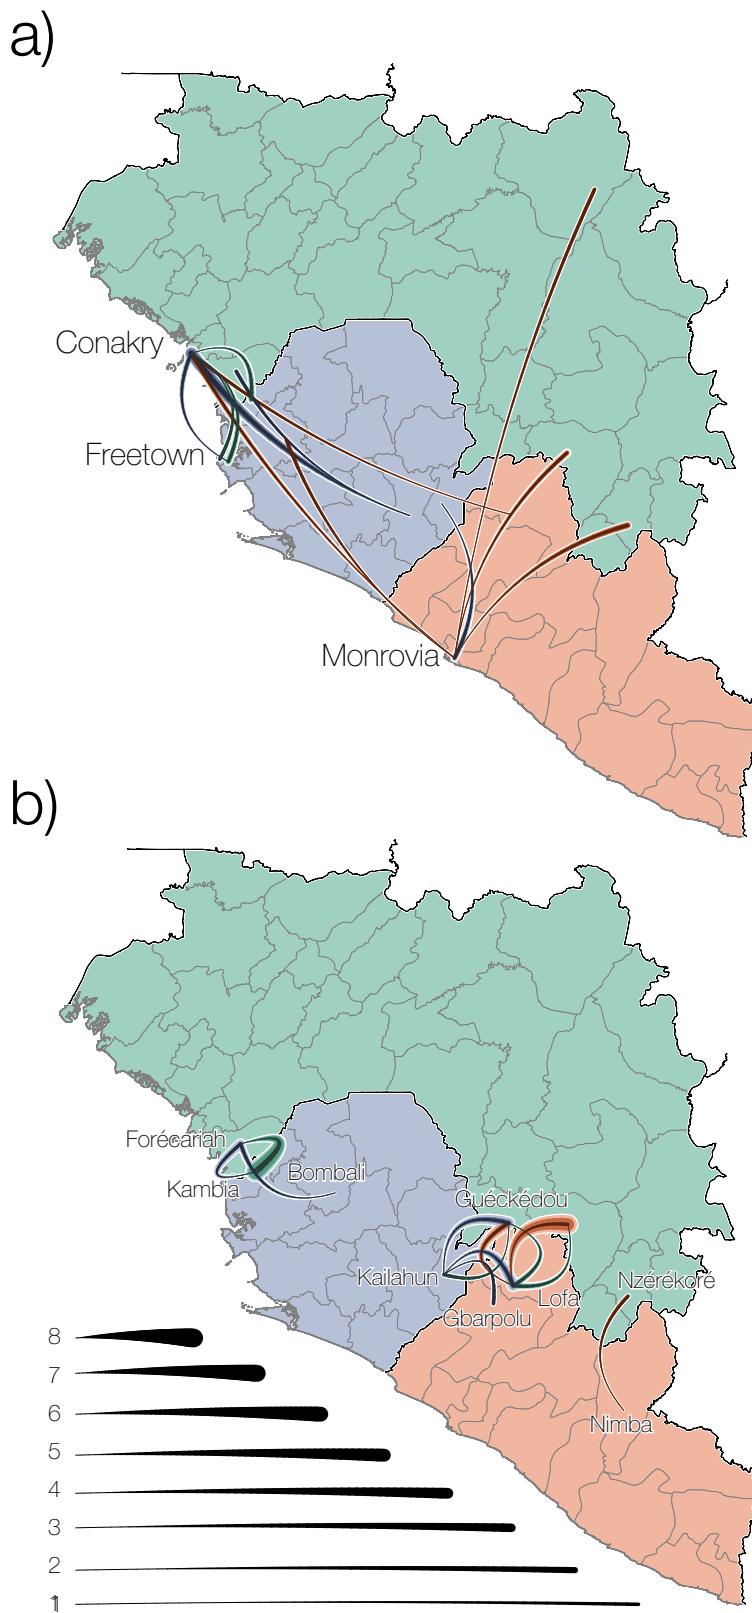 a)
Conakry
Freetown
Monrovia
b)
Forécariah
Kambia
Bombali
Guéckédou
Kailahun
Nzérékoré
Lofa
Gbarpolu
Nimba
8
7
6
5
4
3
2
1